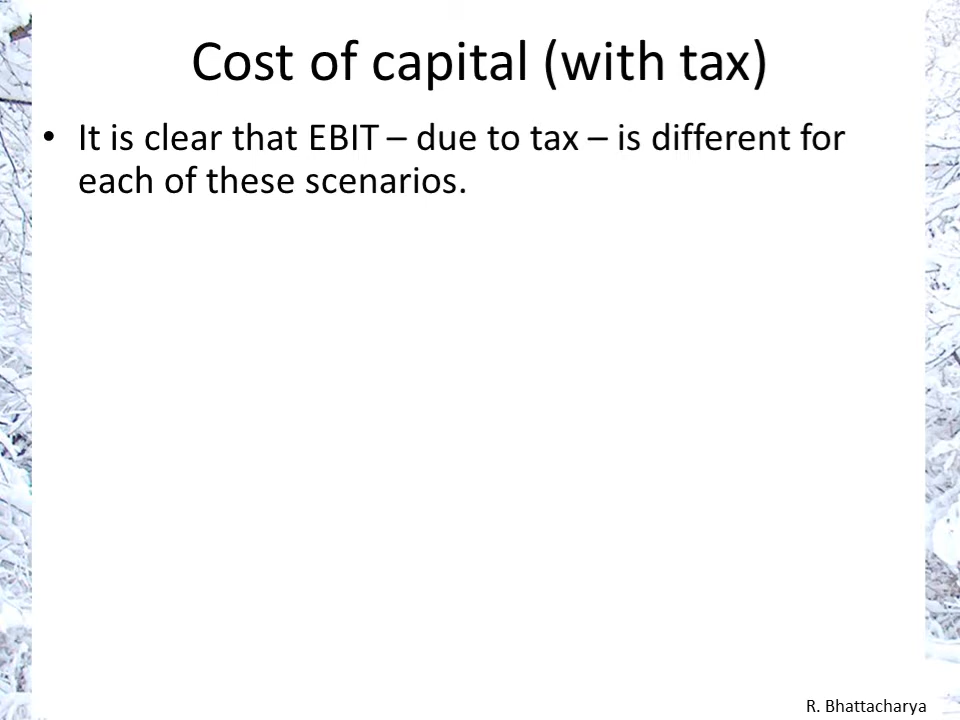 Cost of capital (with tax)
• It is clear that EBIT – due to tax – is different for
each of these scenarios.
R. Bhattacharya